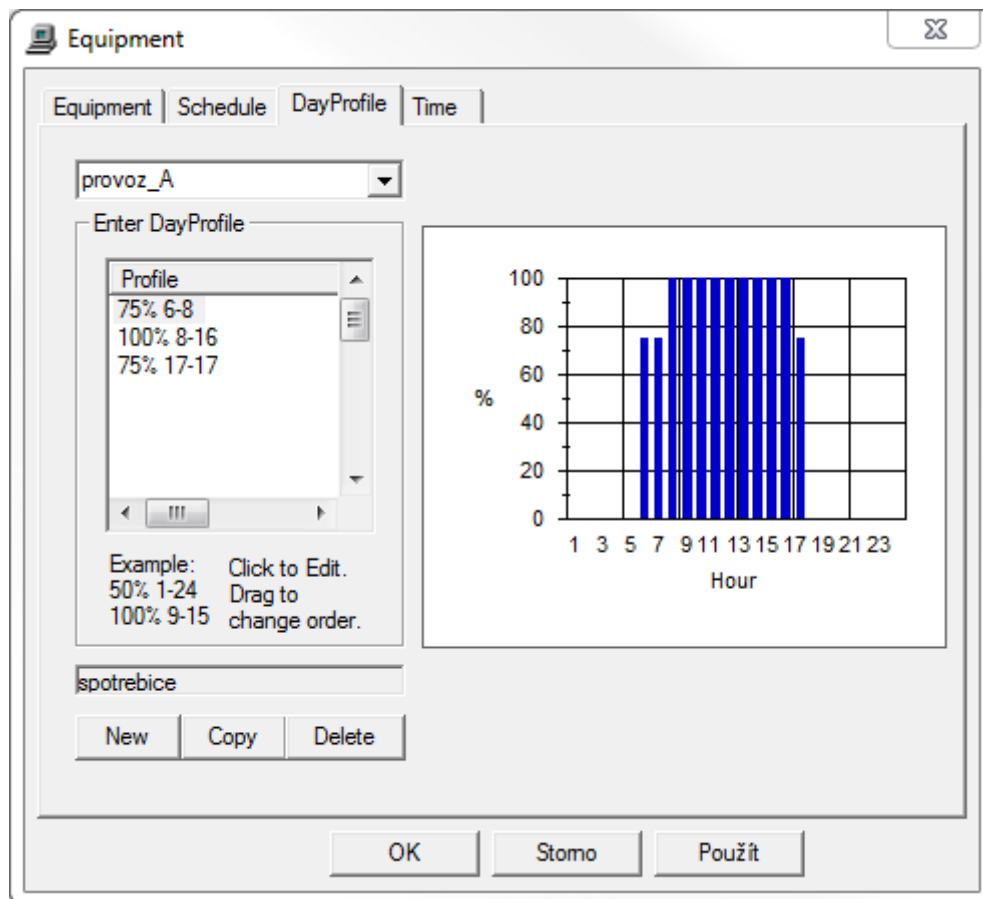 Equipment
Equipment Schedule DayProfile Time
provoz_A
Enter DayProfile
Profile
75% 6-8
100% 8-16
75% 17-17
Example:
50% 1-24
100% 9-15
Click to Edit.
Drag to
change order.
spotrebice
New Copy Delete
100
80
60
40
20
0
%
1 3 5 7 9 11 13 15 17 19 21 23
Hour
OK Storno Použít